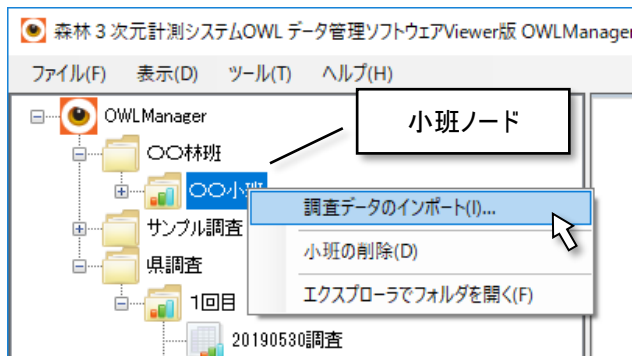 森林３次元計測システムOWL データ管理ソフトウェアViewer版 OWLManager
ファイル(F) 表示(D) ツール(T) ヘルプ(H)
OWLManager
〇〇林班
〇〇小班
サンプル調査
県調査
1回目
20190530調査
小班ノード
調査データのインポート(I)...
小班の削除(D)
エクスプローラでフォルダを開く(F)